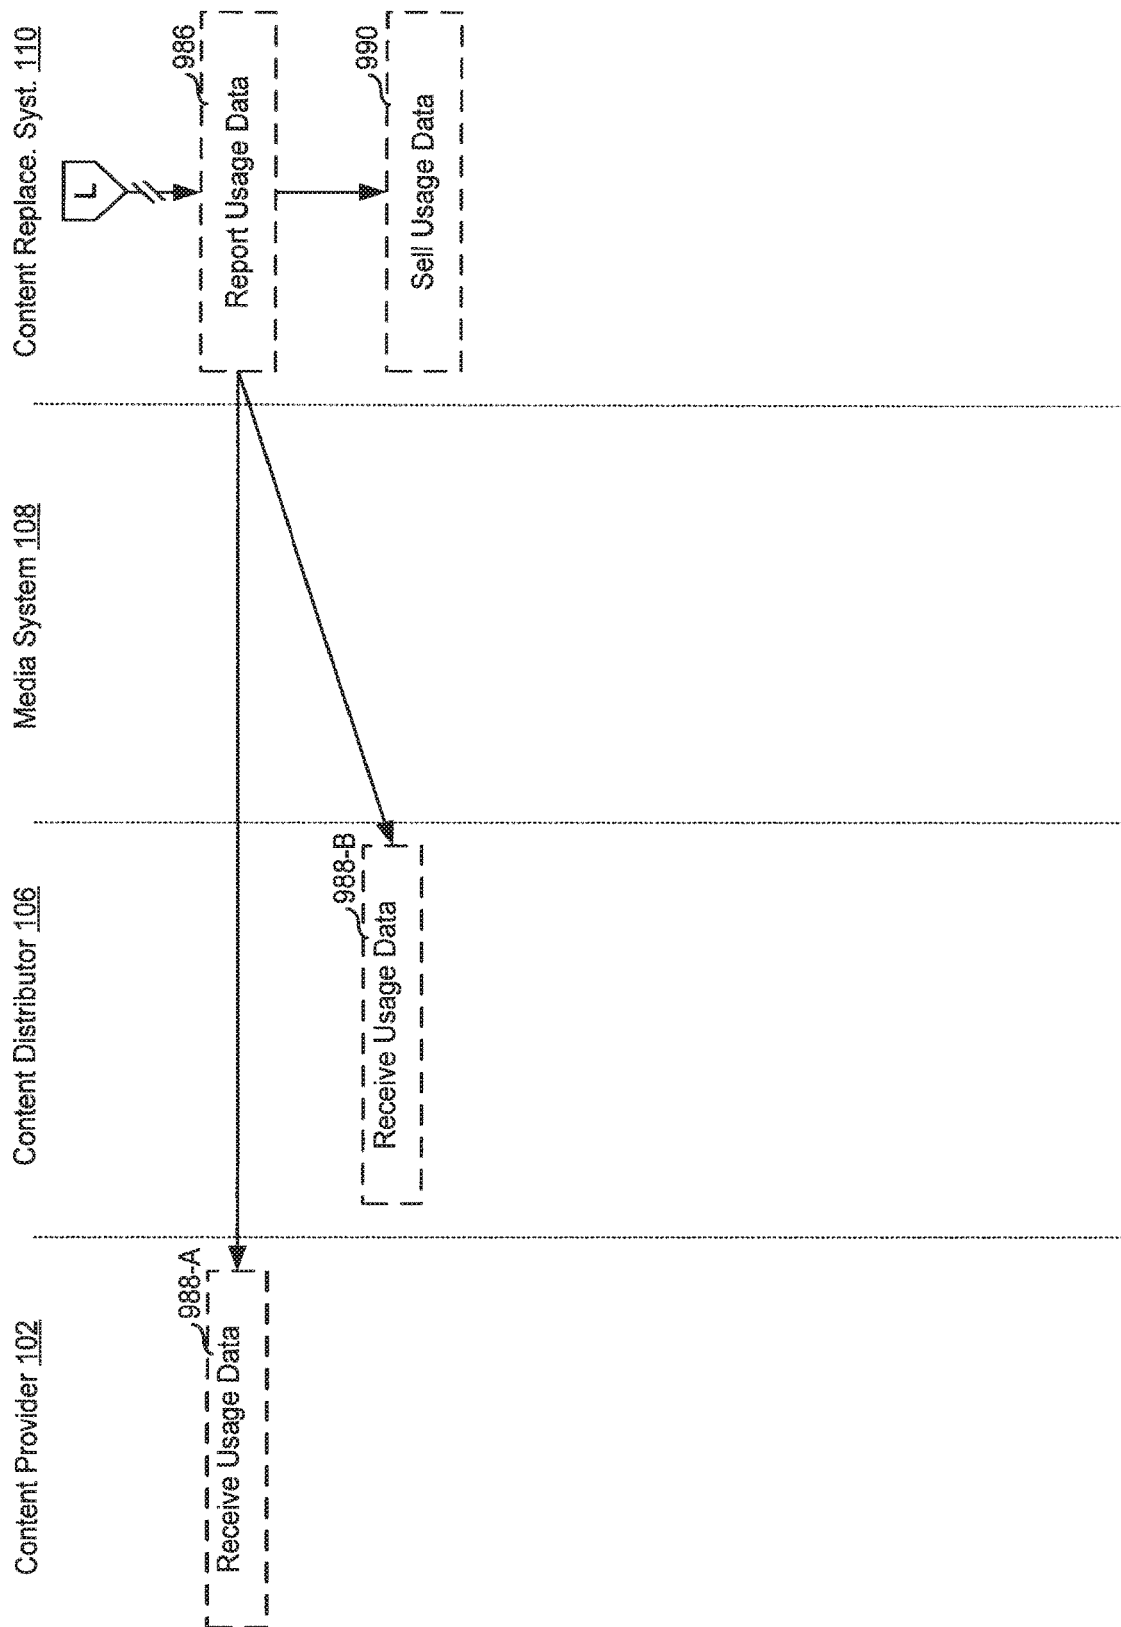 Content Provider 102
Content Distributor 106
Media System 108
Content Replace. Syst. 110
L
988-A
Receive Usage Data
986
Report Usage Data
988-B
Receive Usage Data
990
Sell Usage Data